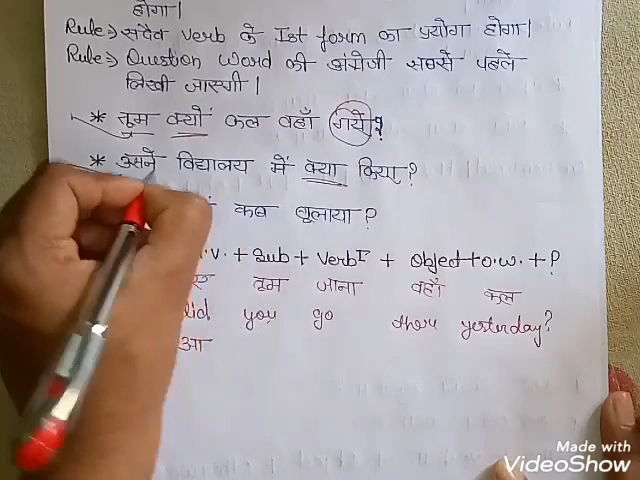 होगा।
Rule⇒ सदैव verb के Ist form का प्रयोग होगा।
Rule⇒ Question Word की अंग्रेजी सबसे पहले
लिखी जाएगी।
* तुम क्यों कल वहाँ गये?
* उसने विद्यालय में क्या किए?
कब बूलाया?
.v. + Sub + VerbI + object + o.w. + ?
तूम जाना वहाँ कल
did you go there yesterday?
आ
Made with
VideoShow